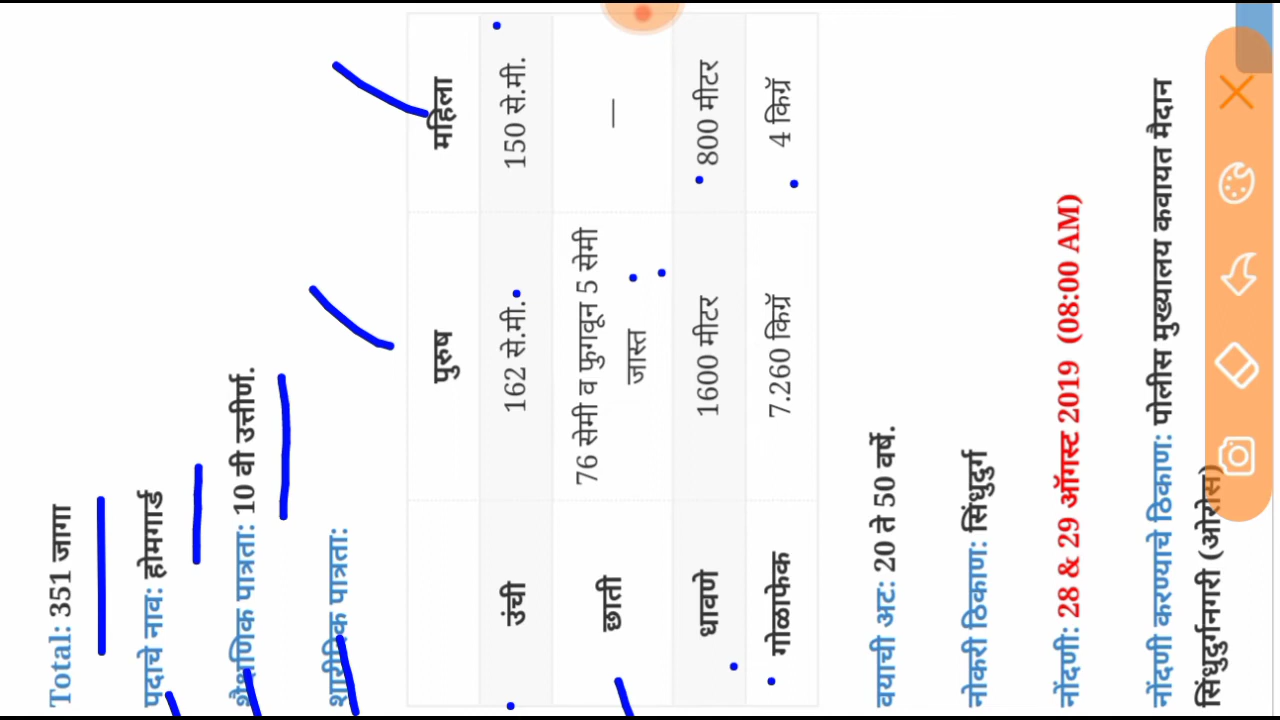 Total: 351 जागा
पदाचे नाव: होमगार्ड
शैक्षणिक पात्रता: 10 वी उत्तीर्ण.
शारीरिक पात्रता:
पुरुष महिला
उंची 162 से.मी. 150 से.मी.
छाती 76 सेमी व फुगवून 5 सेमी —
जास्त
धावणे 1600 मीटर 800 मीटर
गोळाफेक 7.260 किग्रॅ 4 किग्रॅ
वयाची अट: 20 ते 50 वर्षे.
नोकरी ठिकाण: सिंधुदुर्ग
नोंदणी: 28 & 29 ऑगस्ट 2019 (08:00 AM)
नोंदणी करण्याचे ठिकाण: पोलीस मुख्यालय कवायत मैदान
सिंधुदुर्गनगरी (ओरोस)